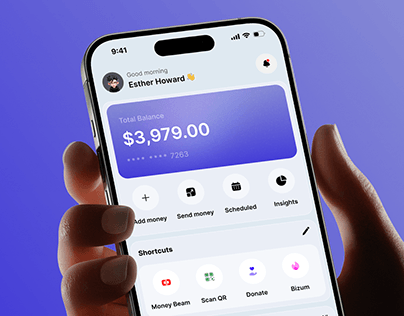 9:41
Good morning
Esther Howard👋
Total Balance
$3,979.00
**** **** 7263
Add money
Send money
Scheduled
Insights
Shortcuts
Money Beam
Scan QR
Donate
Bizum